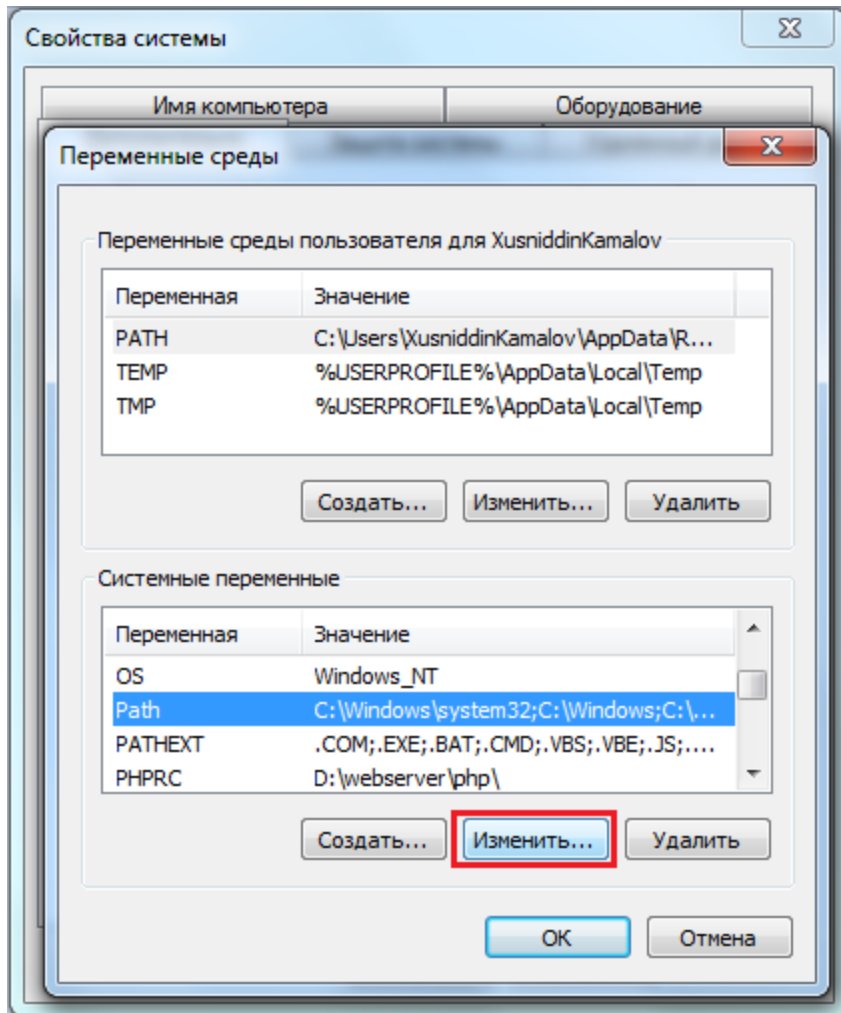 Свойства системы
Имя компьютера Оборудование
Переменные среды
Переменные среды пользователя для XusniddinKamalov
Переменная Значение
PATH C:\Users\XusniddinKamalov\AppData\R...
TEMP %USERPROFILE%\AppData\Local\Temp
TMP %USERPROFILE%\AppData\Local\Temp
Создать... Изменить... Удалить
Системные переменные
Переменная Значение
OS Windows_NT
Path C:\Windows\system32;C:\Windows;C:\...
PATHEXT .COM;.EXE;.BAT;.CMD;.VBS;.VBE;.JS;....
PHPRC D:\webserver\php\
Создать... Изменить... Удалить
OK Отмена